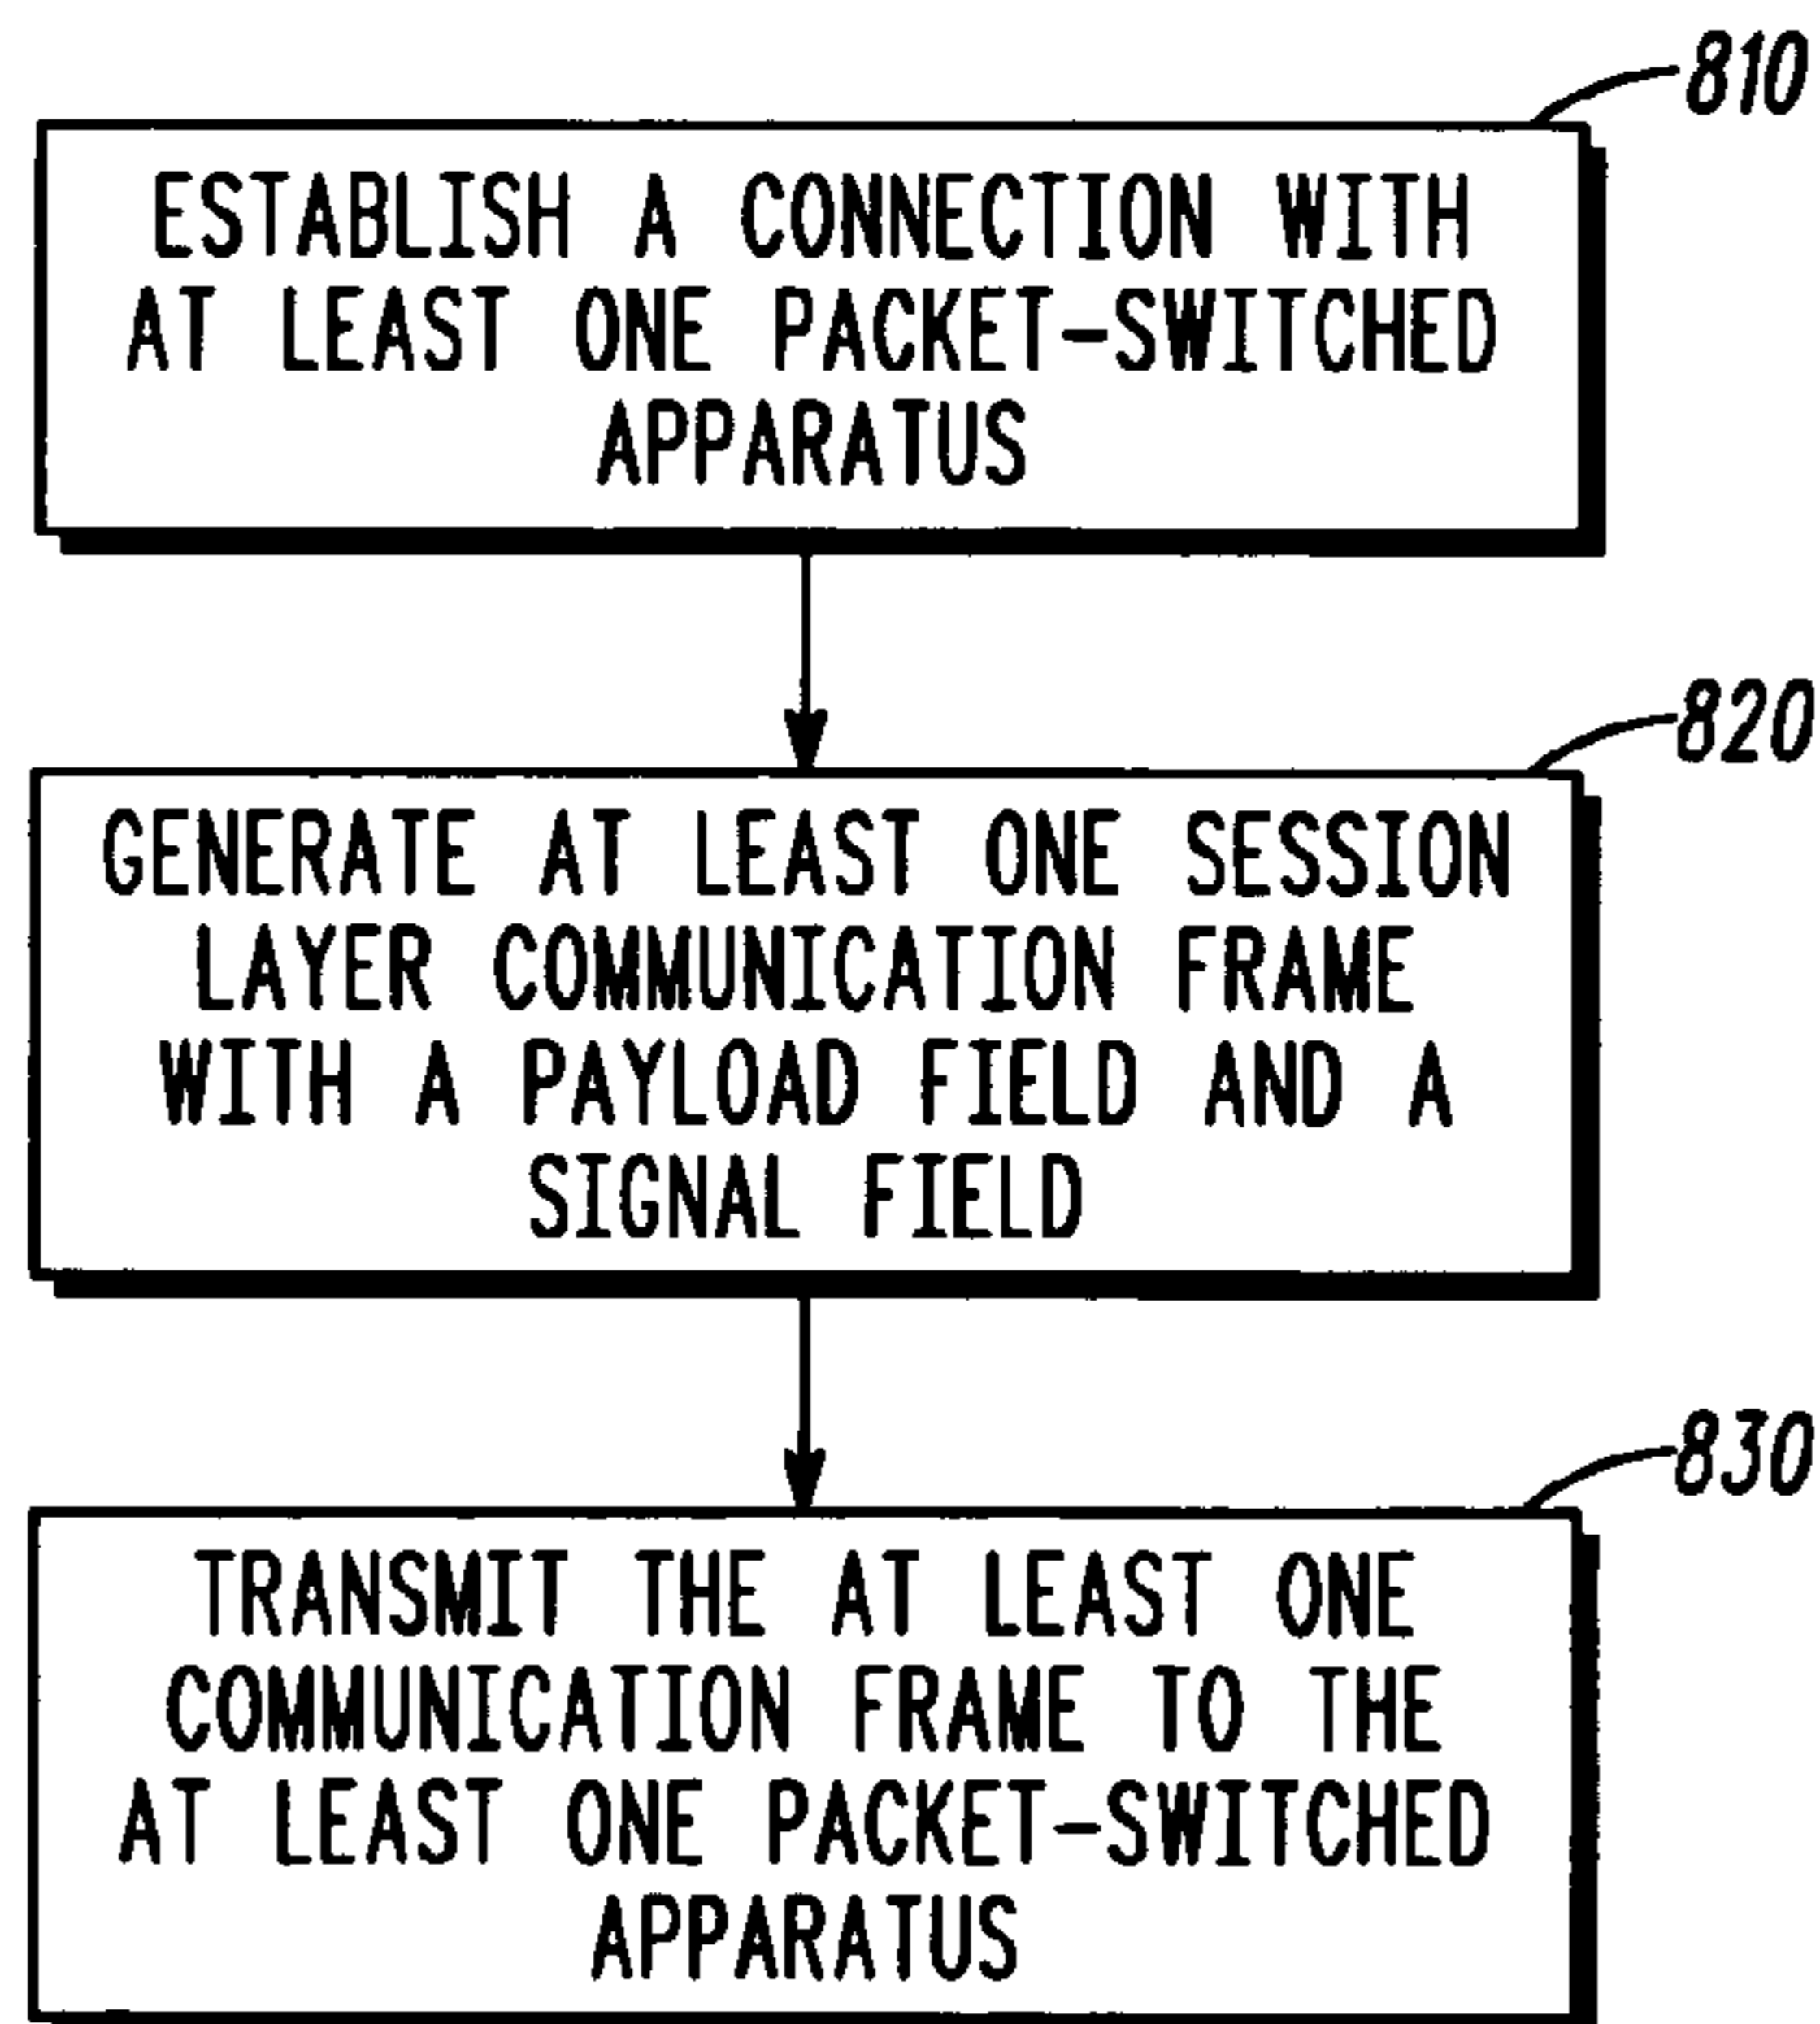 810
ESTABLISH A CONNECTION WITH
AT LEAST ONE PACKET-SWITCHED
APPARATUS
820
GENERATE AT LEAST ONE SESSION
LAYER COMMUNICATION FRAME
WITH A PAYLOAD FIELD AND A
SIGNAL FIELD
830
TRANSMIT THE AT LEAST ONE
COMMUNICATION FRAME TO THE
AT LEAST ONE PACKET-SWITCHED
APPARATUS